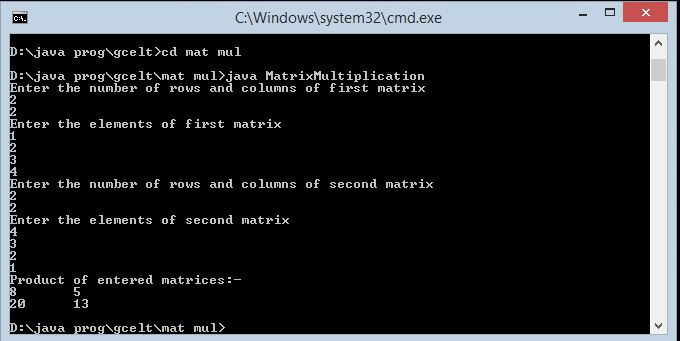 C:\Windows\system32\cmd.exe
D:\java prog\gcelt>cd mat mul
D:\java prog\gcelt\mat mul>java MatrixMultiplication
Enter the number of rows and columns of first matrix
2
2
Enter the elements of first matrix
1
2
3
4
Enter the number of rows and columns of second matrix
2
2
Enter the elements of second matrix
4
3
2
1
Product of entered matrices:-
8 5
20 13
D:\java prog\gcelt\mat mul>